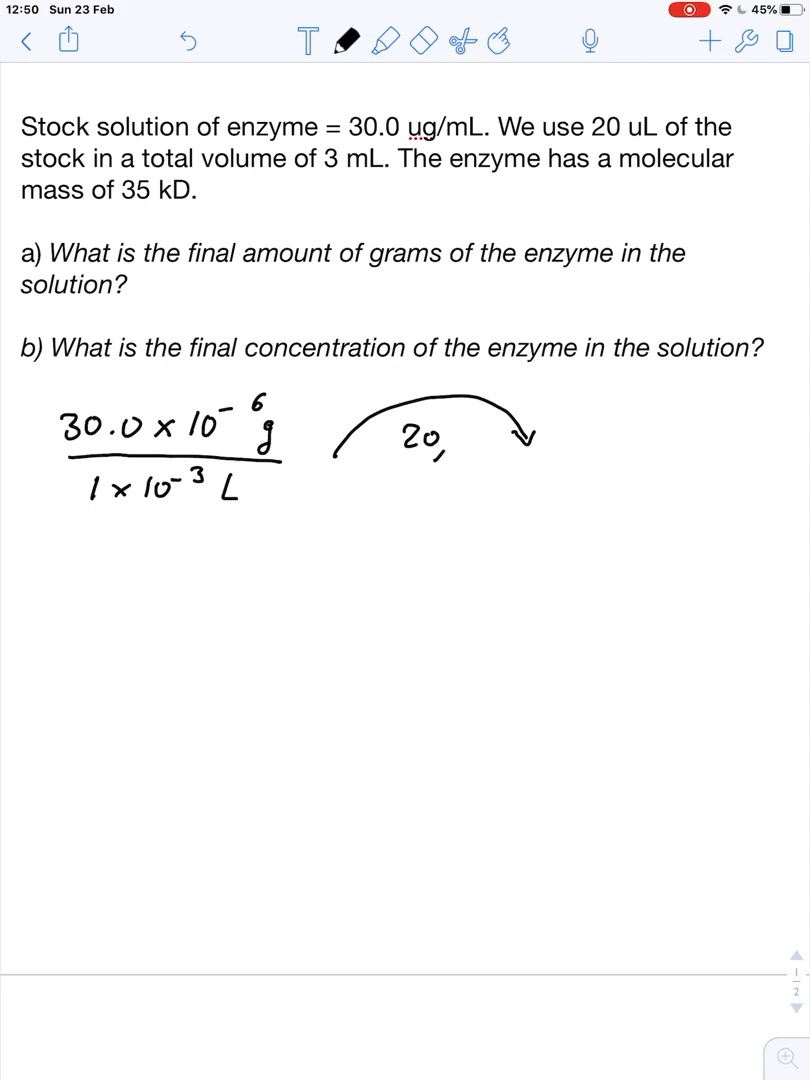 12:50 Sun 23 Feb 45%
T
Stock solution of enzyme = 30.0 ug/mL. We use 20 uL of the
stock in a total volume of 3 mL. The enzyme has a molecular
mass of 35 kD.
a) What is the final amount of grams of the enzyme in the
solution?
b) What is the final concentration of the enzyme in the solution?
30.0 x 10⁻⁶ g
20,
1 x 10⁻³ L
1
2